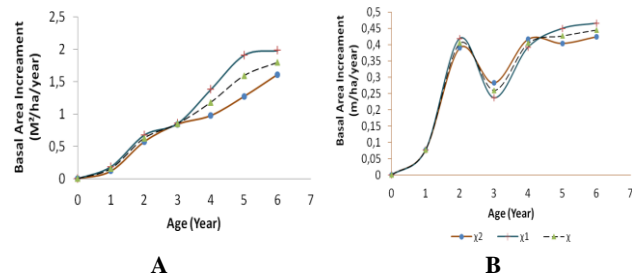 Basal Area Increament
(M²/ha/year)
2,5
2
1,5
1
0,5
0
0 1 2 3 4 5 6 7
Age (Year)
A
Basal Area Increament
(m/ha/year)
0,5
0,45
0,4
0,35
0,3
0,25
0,2
0,15
0,1
0,05
0
0 1 2 3 4 5 6 7
Age (Year)
χ2 χ1 χ
B